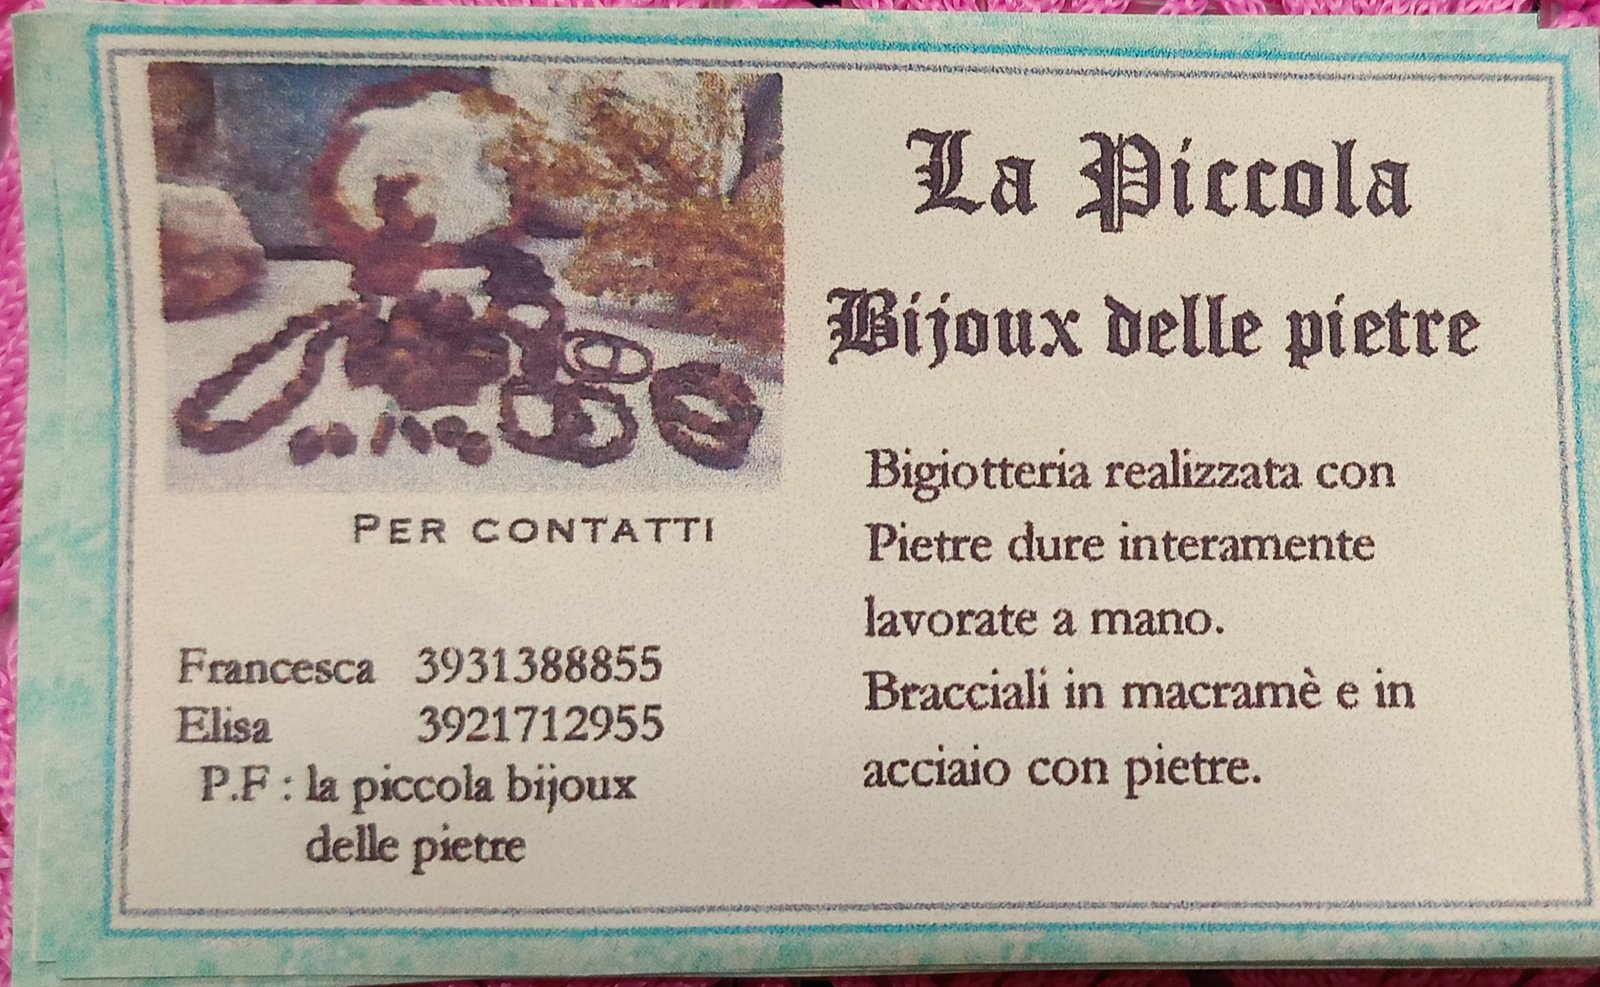 La Piccola
Bijoux delle pietre
Bigiotteria realizzata con
Pietre dure interamente
lavorate a mano.
Bracciali in macramè e in
acciaio con pietre.
PER CONTATTI
Francesca 3931388855
Elisa 3921712955
P.F : la piccola bijoux
delle pietre